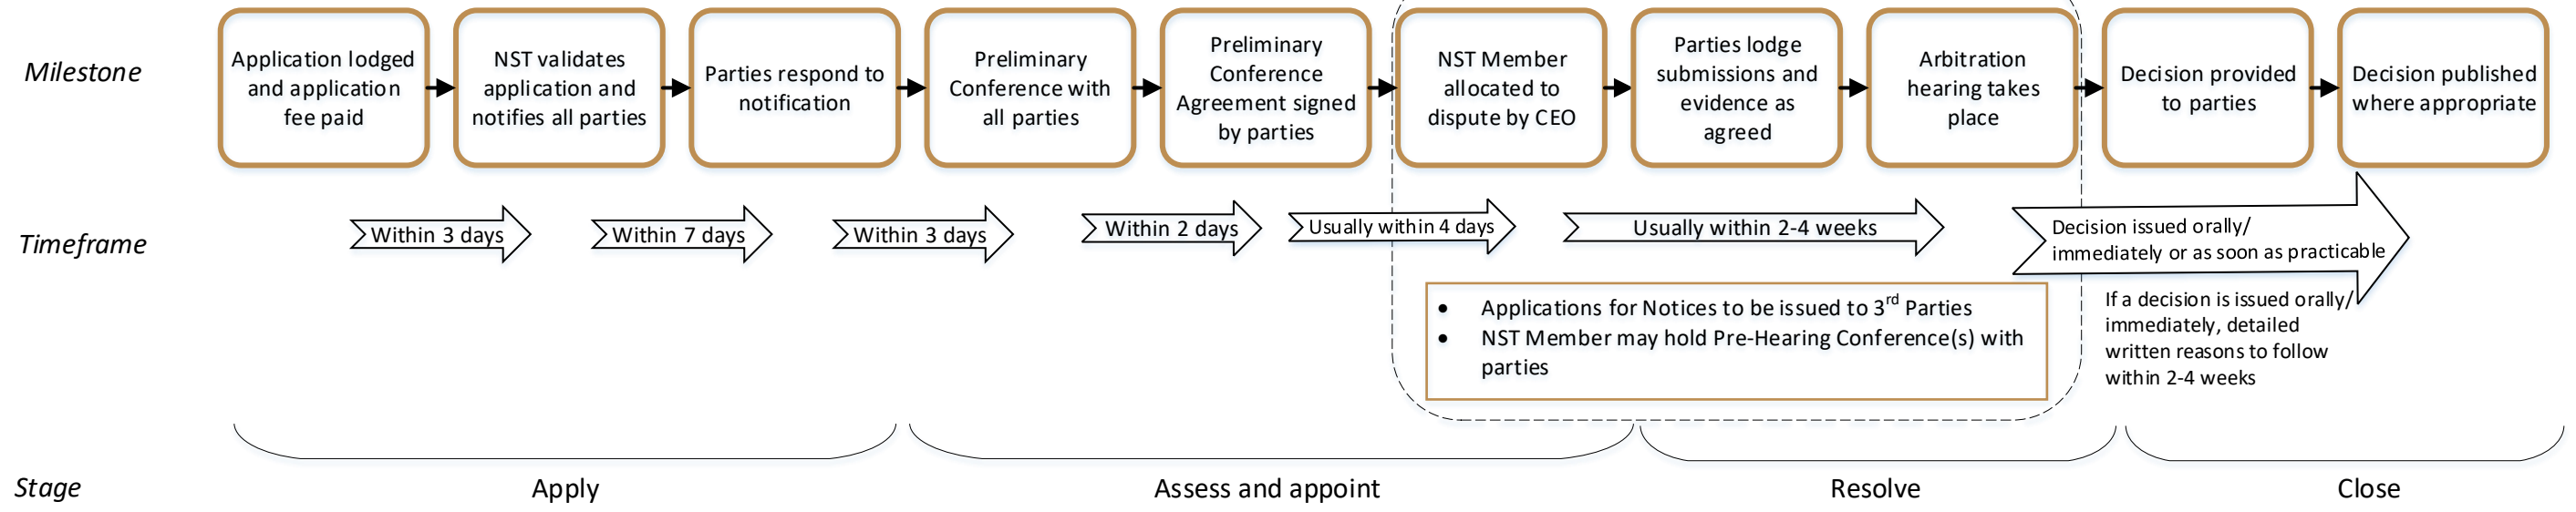 Milestone
Application lodged
and application
fee paid
NST validates
application and
notifies all parties
Parties respond to
notification
Preliminary
Conference with
all parties
Preliminary
Conference
Agreement signed
by parties
NST Member
allocated to
dispute by CEO
Parties lodge
submissions and
evidence as
agreed
Arbitration
hearing takes
place
Decision provided
to parties
Decision published
where appropriate
Timeframe
Within 3 days
Within 7 days
Within 3 days
Within 2 days
Usually within 4 days
Usually within 2-4 weeks
Decision issued orally/
immediately or as soon as practicable
• Applications for Notices to be issued to 3rd Parties
• NST Member may hold Pre-Hearing Conference(s) with
parties
If a decision is issued orally/
immediately, detailed
written reasons to follow
within 2-4 weeks
Stage
Apply
Assess and appoint
Resolve
Close